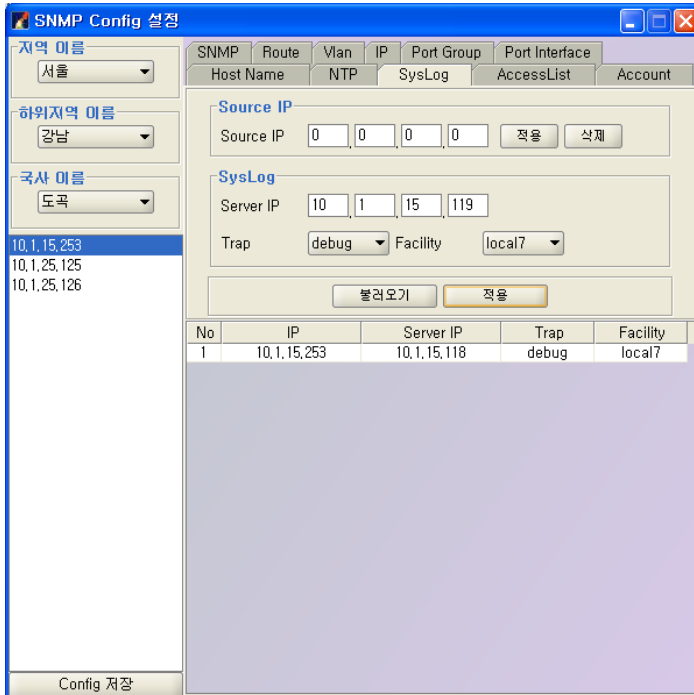 SNMP Config 설정
지역 이름
서울
하위지역 이름
강남
국사 이름
도곡
10,1,15,253
10,1,25,125
10,1,25,126
Config 저장
SNMP Route Vlan IP Port Group Port Interface
Host Name NTP SysLog AccessList Account
Source IP
Source IP 0 . 0 . 0 . 0 적용 삭제
SysLog
Server IP 10 . 1 . 15 . 119
Trap debug Facility local7
불러오기 적용
No IP Server IP Trap Facility
1 10,1,15,253 10,1,15,118 debug local7